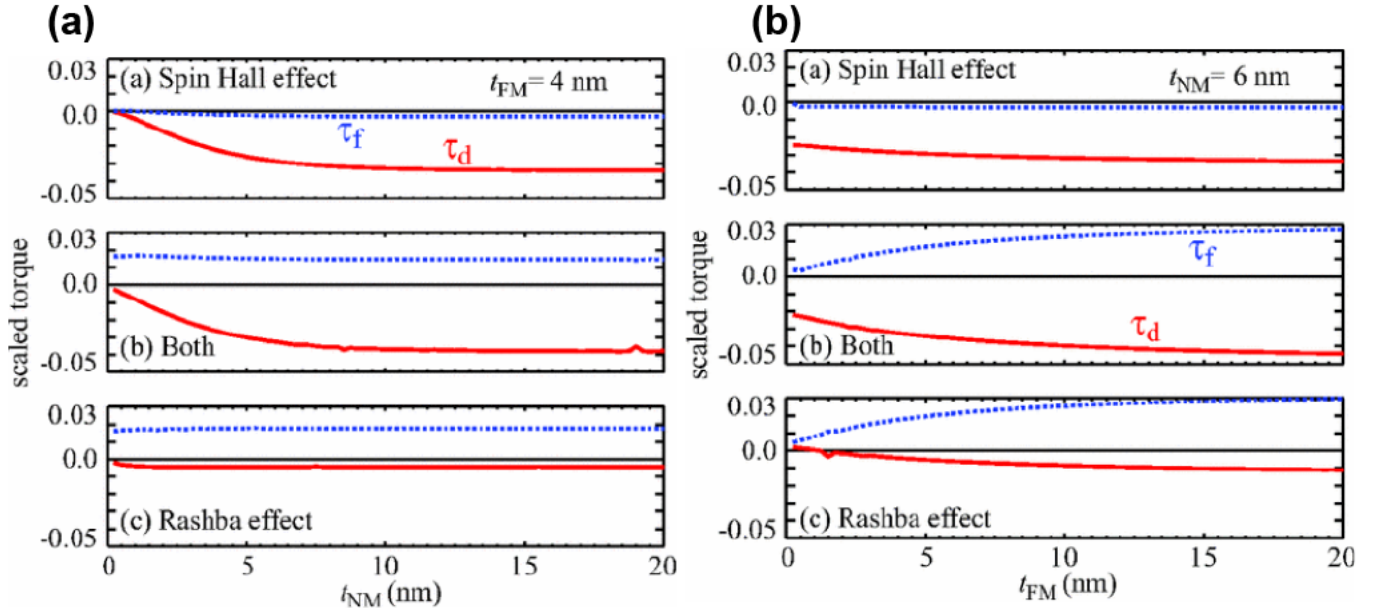 (a)
0.03
(a) Spin Hall effect
tFM= 4 nm
0.0
τf
τd
-0.05
0.03
0.0
scaled torque
(b) Both
-0.05
0.03
0.0
(c) Rashba effect
-0.05
0 5 10 15 20
tNM (nm)
(b)
0.03
(a) Spin Hall effect
tNM= 6 nm
0.0
-0.05
0.03
τf
0.0
scaled torque
τd
(b) Both
-0.05
0.03
0.0
(c) Rashba effect
-0.05
0 5 10 15 20
tFM (nm)